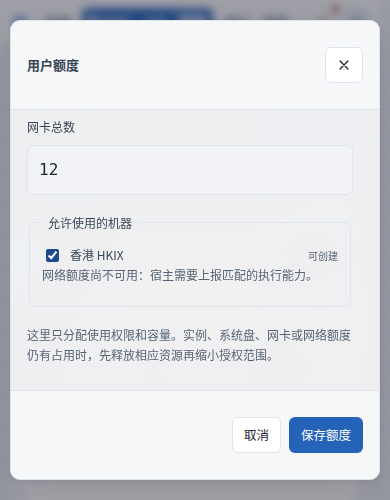 用户额度
网卡总数
12
允许使用的机器
香港 HKIX
可创建
网络额度尚不可用：宿主需要上报匹配的执行能力。
这里只分配使用权限和容量。实例、系统盘、网卡或网络额度
仍有占用时，先释放相应资源再缩小授权范围。
取消
保存额度